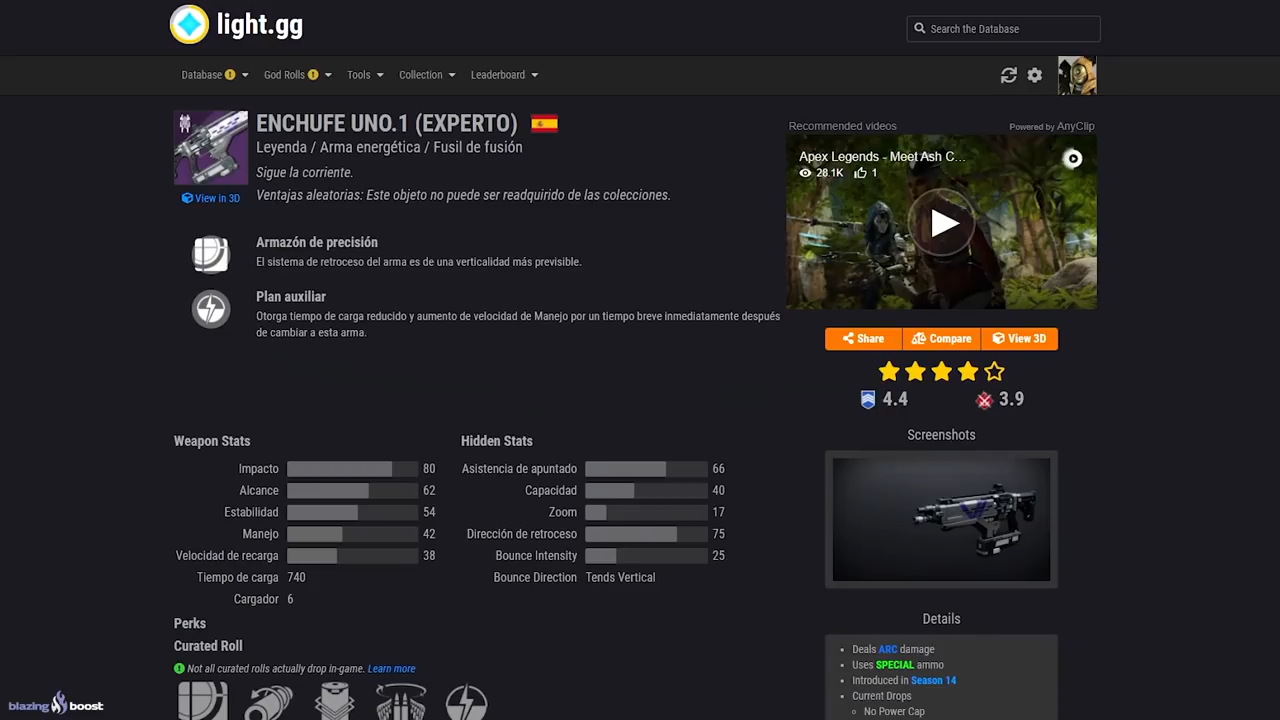 light.gg
Search the Database
Database God Rolls Tools Collection Leaderboard
ENCHUFE UNO.1 (EXPERTO)
Leyenda / Arma energética / Fusil de fusión
Sigue la corriente.
Ventajas aleatorias: Este objeto no puede ser readquirido de las colecciones.
View in 3D
Armazón de precisión
El sistema de retroceso del arma es de una verticalidad más previsible.
Plan auxiliar
Otorga tiempo de carga reducido y aumento de velocidad de Manejo por un tiempo breve inmediatamente después
de cambiar a esta arma.
Recommended videos
Powered by AnyClip
Apex Legends - Meet Ash C...
28.1K 1
Share Compare View 3D
4.4 3.9
Weapon Stats
Impacto 80
Alcance 62
Estabilidad 54
Manejo 42
Velocidad de recarga 38
Tiempo de carga 740
Cargador 6
Hidden Stats
Asistencia de apuntado 66
Capacidad 40
Zoom 17
Dirección de retroceso 75
Bounce Intensity 25
Bounce Direction Tends Vertical
Screenshots
Perks
Curated Roll
Not all curated rolls actually drop in-game. Learn more
Details
Deals ARC damage
Uses SPECIAL ammo
Introduced in Season 14
Current Drops
No Power Cap
blazing boost